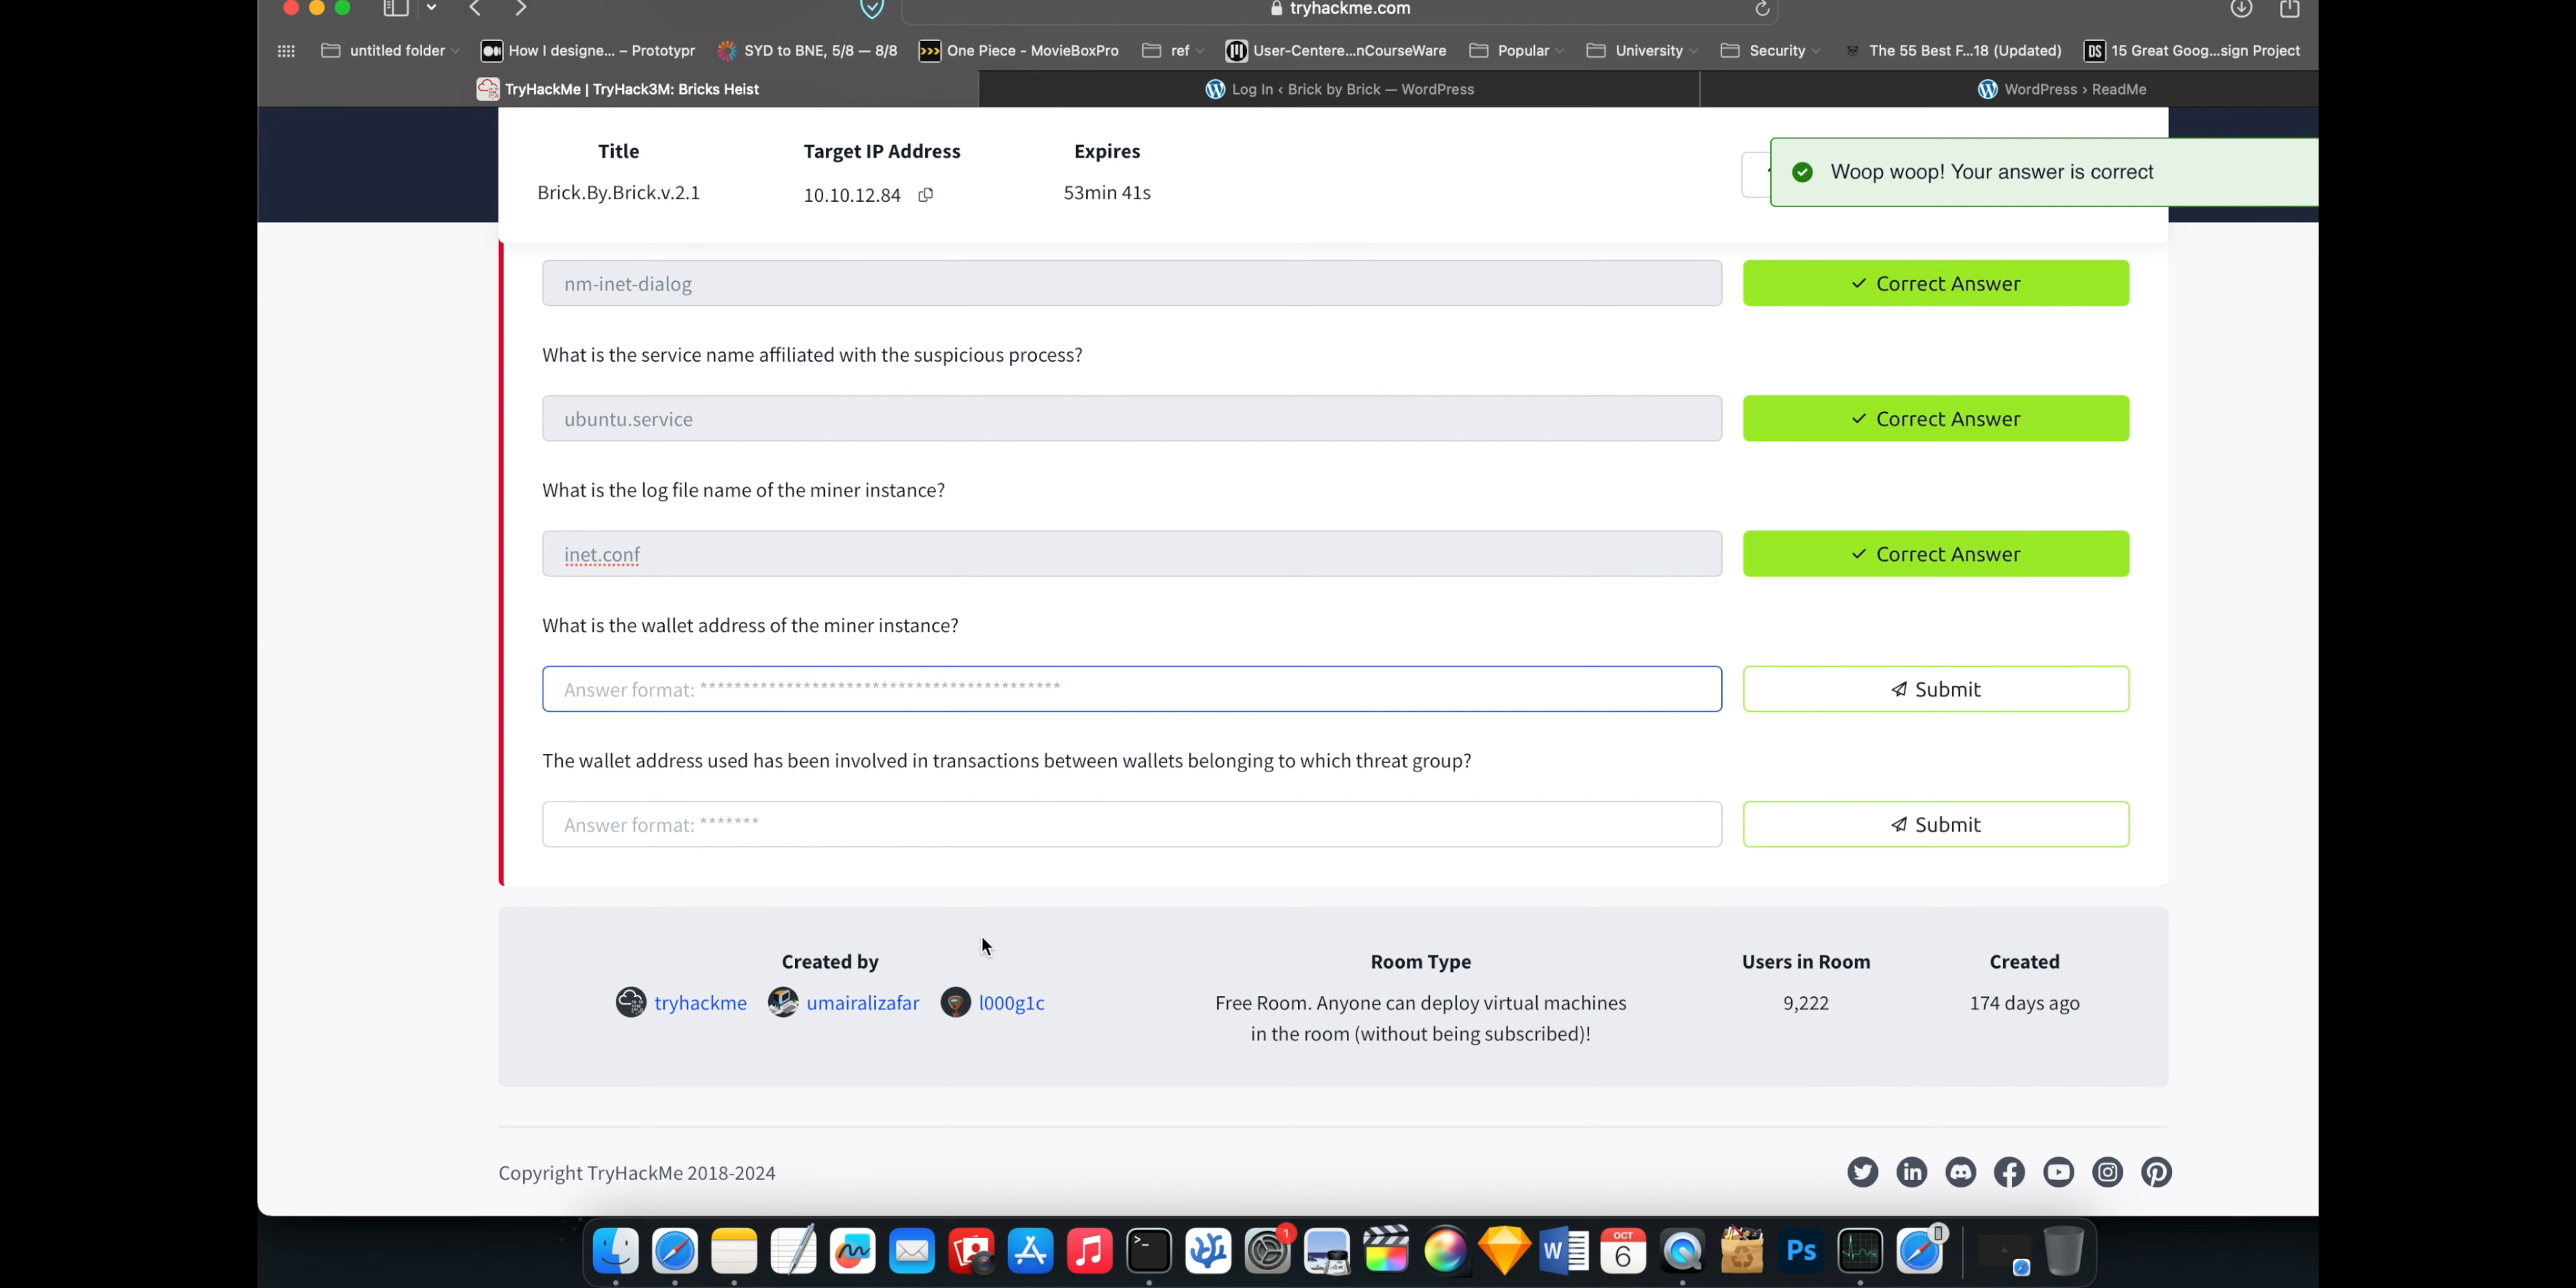 tryhackme.com
untitled folder
How I designe... – Prototypr
SYD to BNE, 5/8 — 8/8
One Piece - MovieBoxPro
ref
User-Centere...nCourseWare
Popular
University
Security
The 55 Best F...18 (Updated)
DS 15 Great Goog...sign Project
TryHackMe | TryHack3M: Bricks Heist
Log In ‹ Brick by Brick — WordPress
WordPress › ReadMe
Title
Target IP Address
Expires
Brick.By.Brick.v.2.1
10.10.12.84
53min 41s
Woop woop! Your answer is correct
nm-inet-dialog
Correct Answer
What is the service name affiliated with the suspicious process?
ubuntu.service
Correct Answer
What is the log file name of the miner instance?
inet.conf
Correct Answer
What is the wallet address of the miner instance?
Answer format: ******************************************
Submit
The wallet address used has been involved in transactions between wallets belonging to which threat group?
Answer format: *******
Submit
Created by
Room Type
Users in Room
Created
tryhackme
umairalizafar
l000g1c
Free Room. Anyone can deploy virtual machines
in the room (without being subscribed)!
9,222
174 days ago
Copyright TryHackMe 2018-2024
1
W
OCT
6
Ps